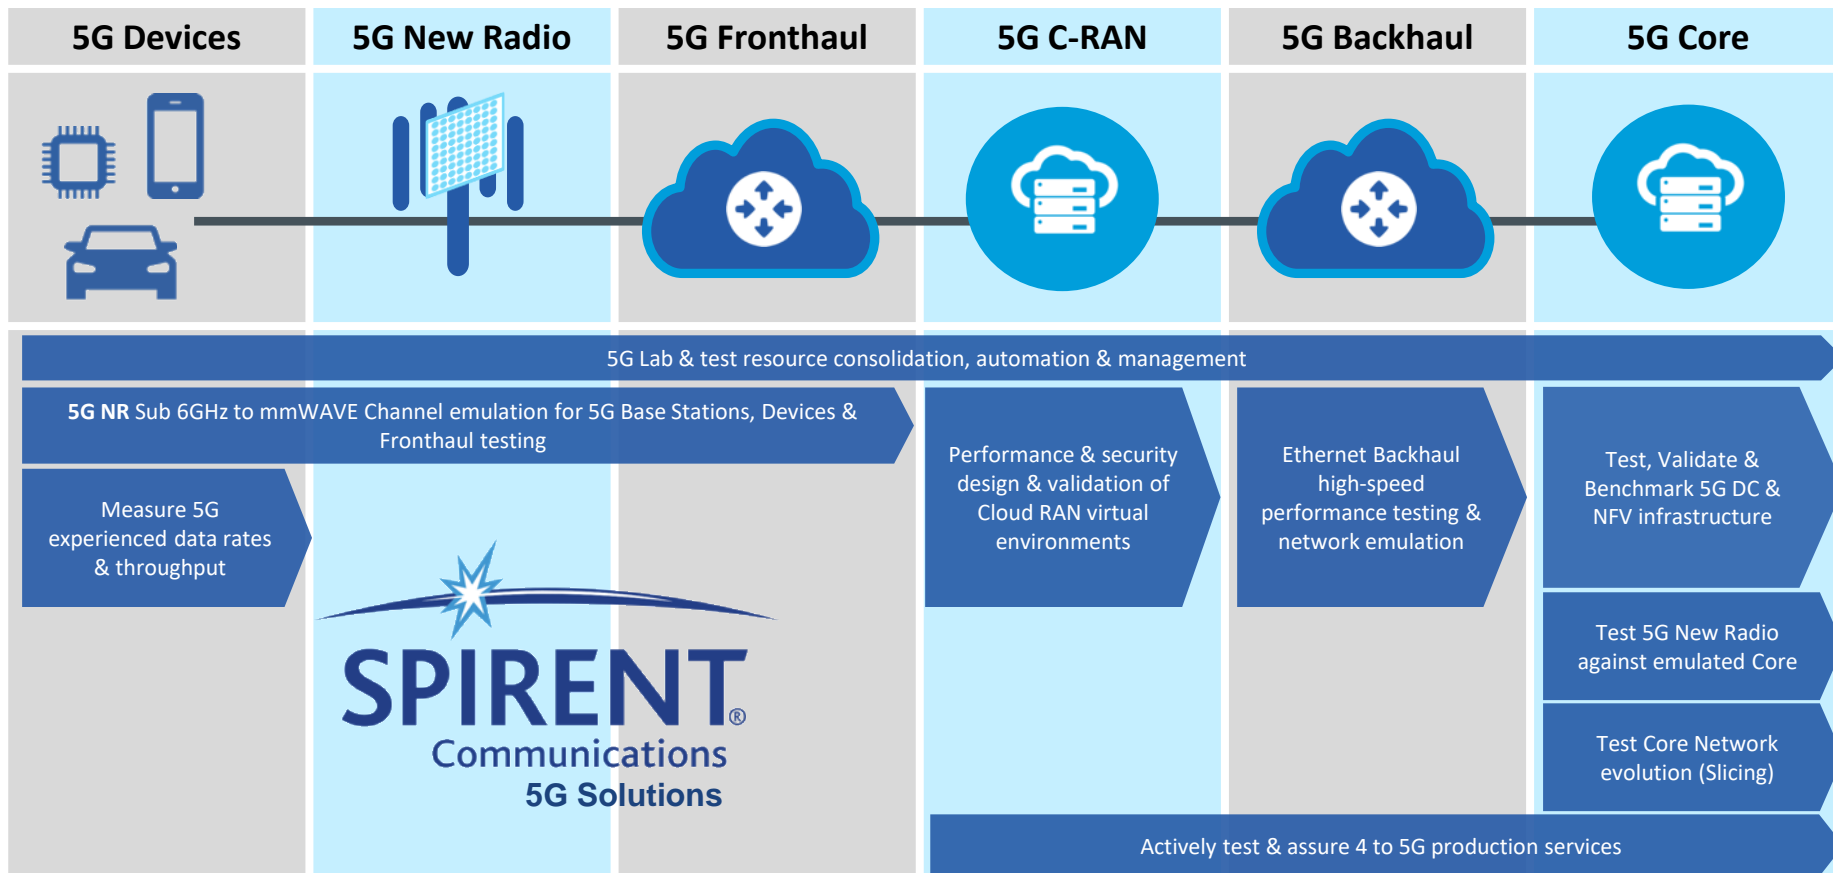 5G Devices
5G New Radio
5G Fronthaul
5G C-RAN
5G Backhaul
5G Core
5G Lab & test resource consolidation, automation & management
5G NR Sub 6GHz to mmWAVE Channel emulation for 5G Base Stations, Devices &
Fronthaul testing
Measure 5G
experienced data rates
& throughput
Performance & security
design & validation of
Cloud RAN virtual
environments
Ethernet Backhaul
high-speed
performance testing &
network emulation
Test, Validate &
Benchmark 5G DC &
NFV infrastructure
Test 5G New Radio
against emulated Core
Test Core Network
evolution (Slicing)
SPIRENT®
Communications
5G Solutions
Actively test & assure 4 to 5G production services